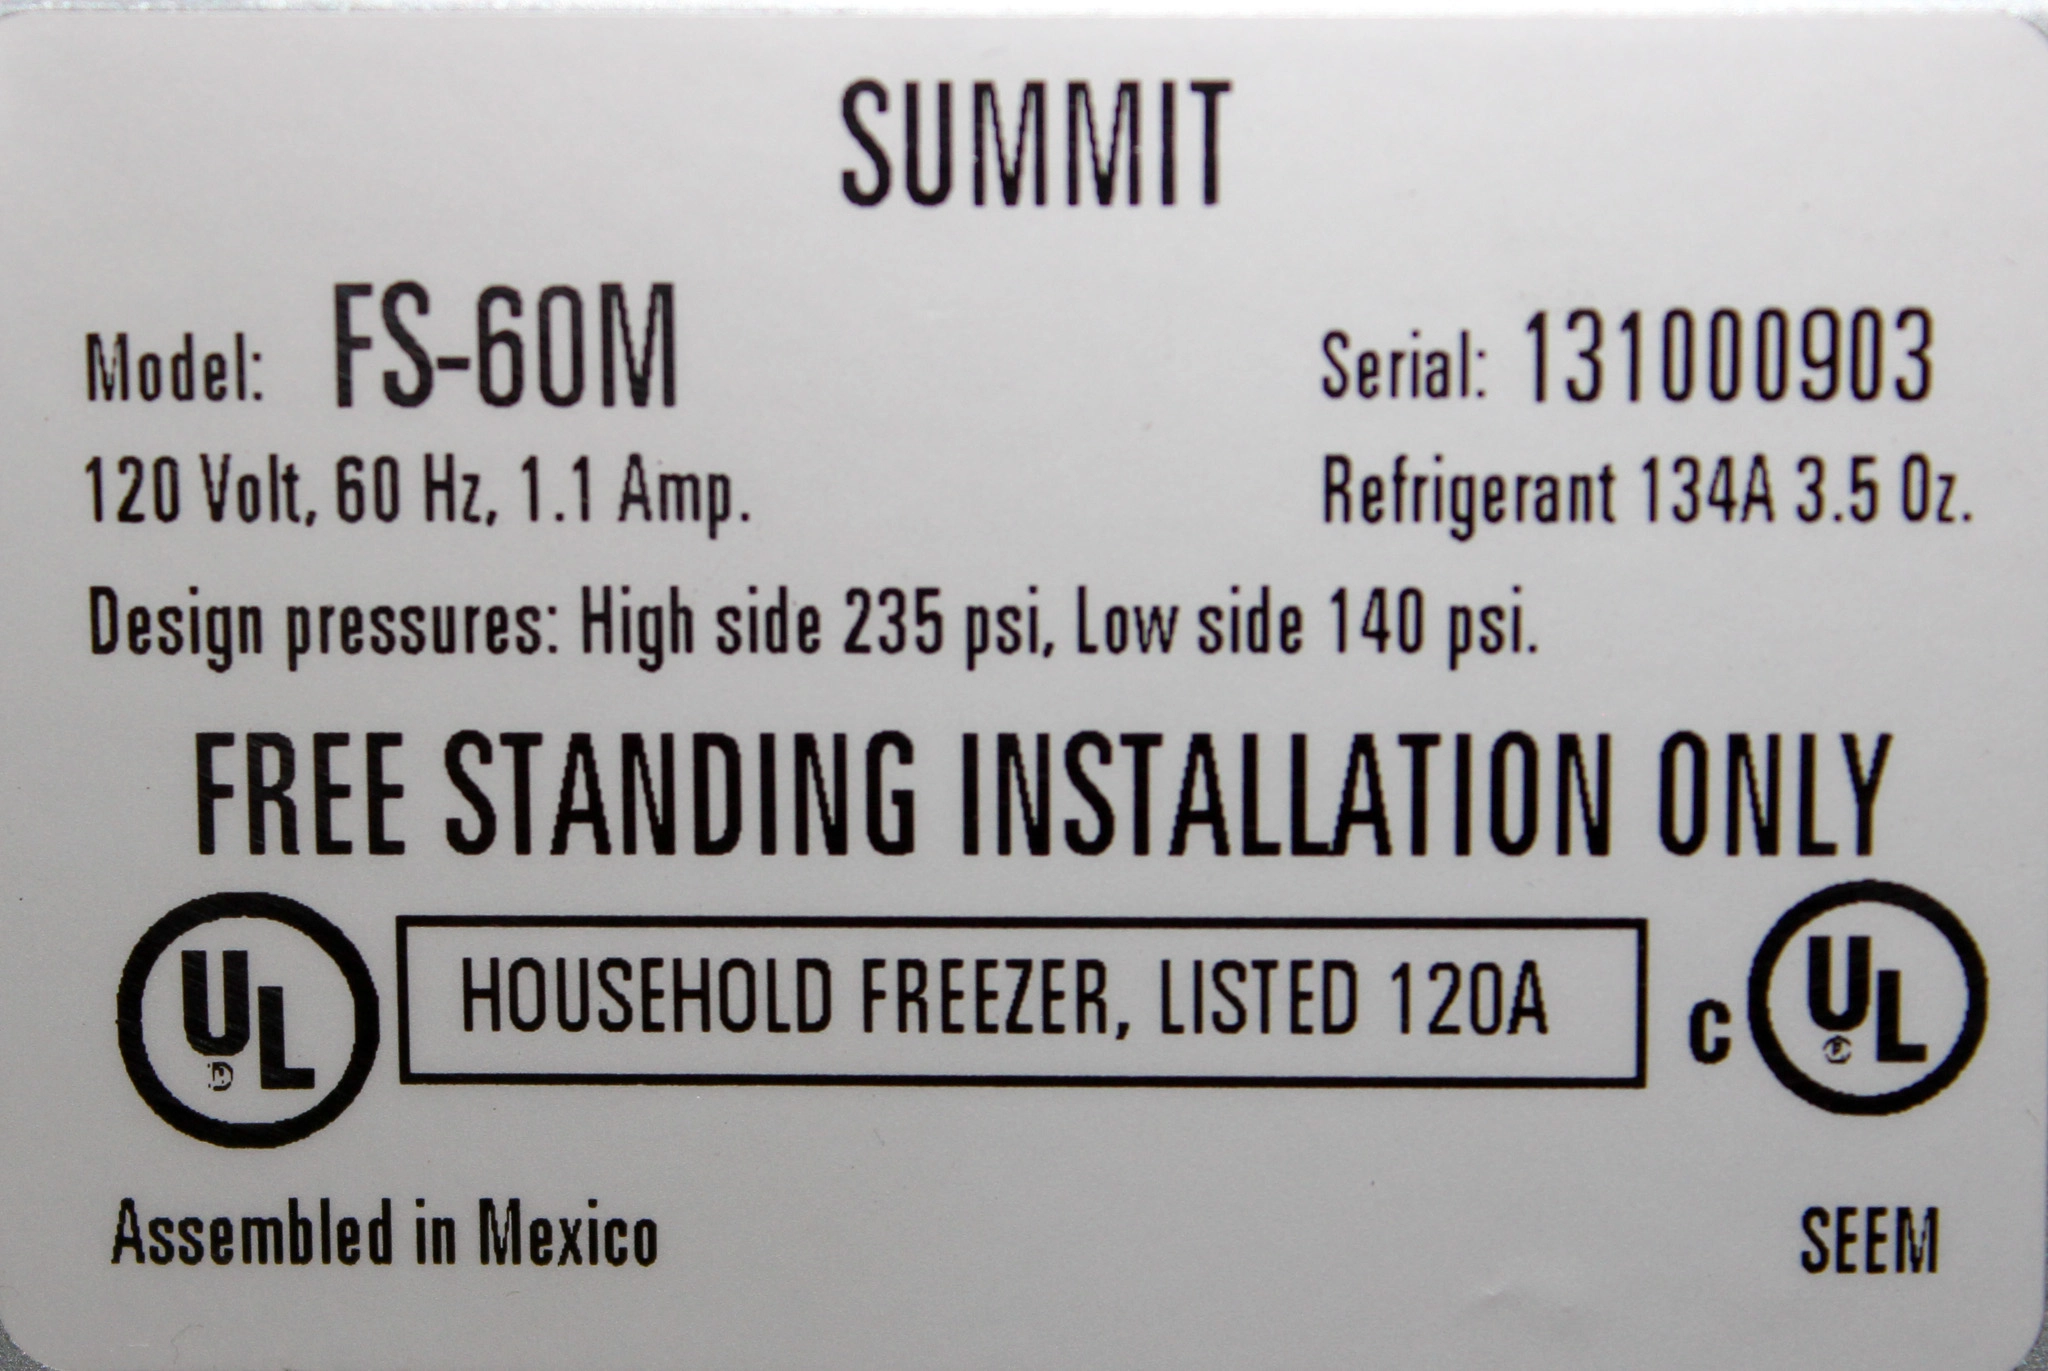 SUMMIT
Model: FS-60M
Serial: 131000903
120 Volt, 60 Hz, 1.1 Amp.
Refrigerant 134A 3.5 Oz.
Design pressures: High side 235 psi, Low side 140 psi.
FREE STANDING INSTALLATION ONLY
UL
HOUSEHOLD FREEZER, LISTED 120A
C UL
Assembled in Mexico
SEEM